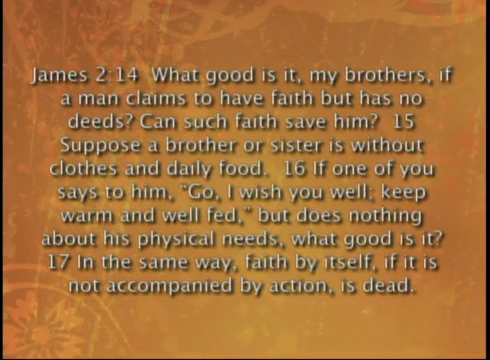 James 2:14  What good is it, my brothers, if
a man claims to have faith but has no
deeds? Can such faith save him?  15
Suppose a brother or sister is without
clothes and daily food.  16 If one of you
says to him, "Go, I wish you well; keep
warm and well fed," but does nothing
about his physical needs, what good is it?
17 In the same way, faith by itself, if it is
not accompanied by action, is dead.